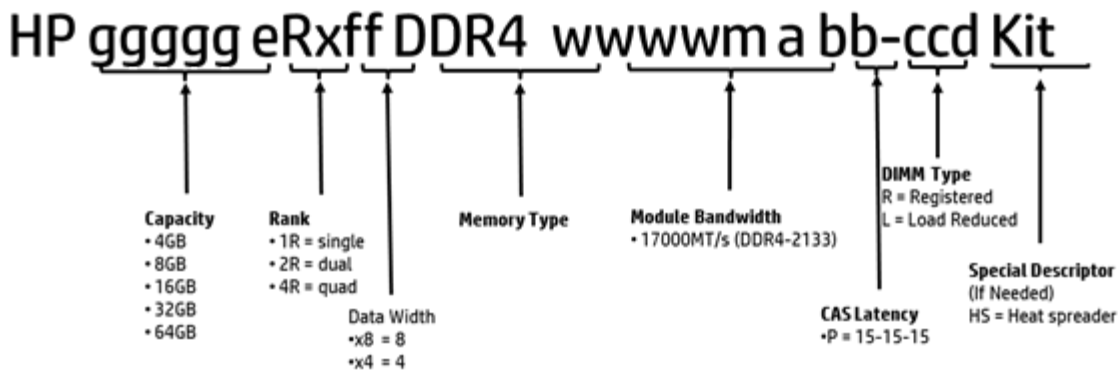 HP ggggg eRxff DDR4 wwwwm a bb-ccd Kit
Capacity
• 4GB
• 8GB
• 16GB
• 32GB
• 64GB
Rank
• 1R = single
• 2R = dual
• 4R = quad
Data Width
•x8 = 8
•x4 = 4
Memory Type
Module Bandwidth
• 17000MT/s (DDR4-2133)
CAS Latency
•P = 15-15-15
DIMM Type
R = Registered
L = Load Reduced
Special Descriptor
(If Needed)
HS = Heat spreader